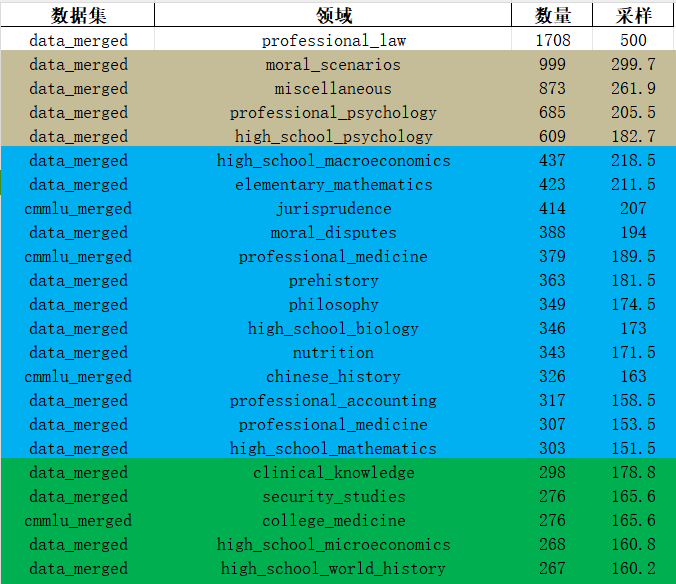 数据集 领域 数量 采样
data_merged professional_law 1708 500
data_merged moral_scenarios 999 299.7
data_merged miscellaneous 873 261.9
data_merged professional_psychology 685 205.5
data_merged high_school_psychology 609 182.7
data_merged high_school_macroeconomics 437 218.5
data_merged elementary_mathematics 423 211.5
cmmlu_merged jurisprudence 414 207
data_merged moral_disputes 388 194
cmmlu_merged professional_medicine 379 189.5
data_merged prehistory 363 181.5
data_merged philosophy 349 174.5
data_merged high_school_biology 346 173
data_merged nutrition 343 171.5
cmmlu_merged chinese_history 326 163
data_merged professional_accounting 317 158.5
data_merged professional_medicine 307 153.5
data_merged high_school_mathematics 303 151.5
data_merged clinical_knowledge 298 178.8
data_merged security_studies 276 165.6
cmmlu_merged college_medicine 276 165.6
data_merged high_school_microeconomics 268 160.8
data_merged high_school_world_history 267 160.2